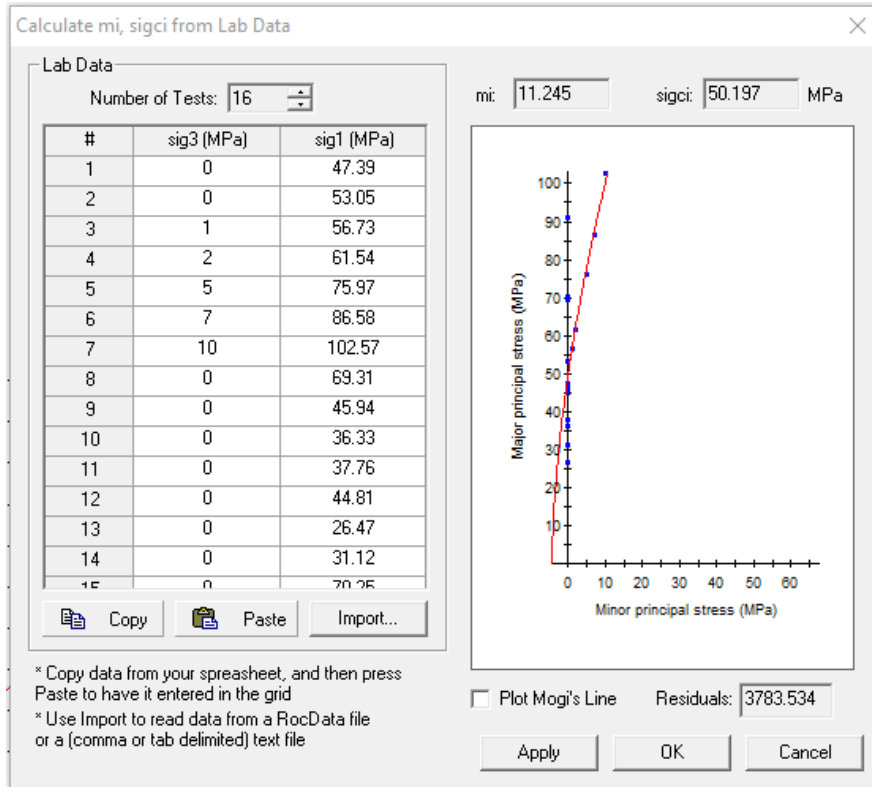 Calculate mi, sigci from Lab Data
Lab Data
Number of Tests: 16
# sig3 (MPa) sig1 (MPa)
1 0 47.39
2 0 53.05
3 1 56.73
4 2 61.54
5 5 75.97
6 7 86.58
7 10 102.57
8 0 69.31
9 0 45.94
10 0 36.33
11 0 37.76
12 0 44.81
13 0 26.47
14 0 31.12
15 0 70.25
Copy Paste Import...
* Copy data from your spreasheet, and then press
Paste to have it entered in the grid
* Use Import to read data from a RocData file
or a (comma or tab delimited) text file
mi: 11.245 sigci: 50.197 MPa
Major principal stress (MPa)
100
90
80
70
60
50
40
30
20
10
0 10 20 30 40 50 60
Minor principal stress (MPa)
Plot Mogi's Line Residuals: 3783.534
Apply OK Cancel